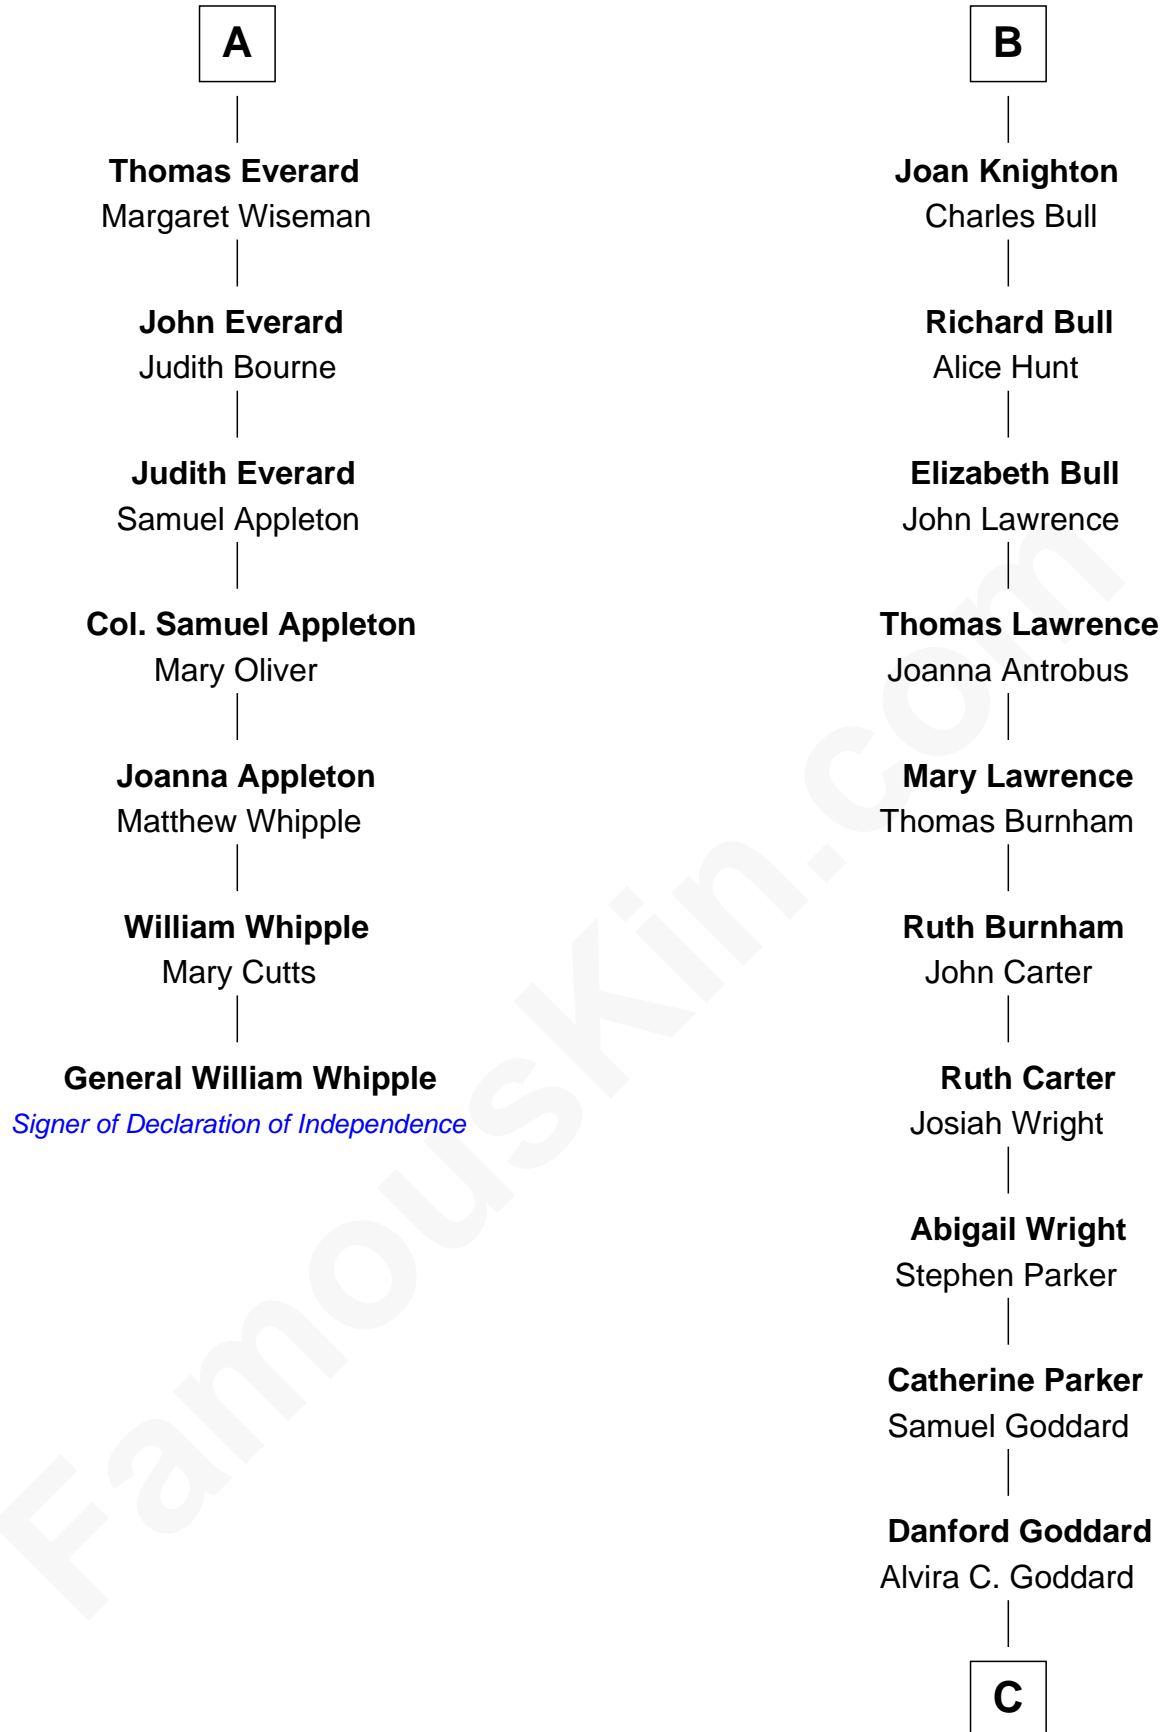 A
Thomas Everard
Margaret Wiseman
John Everard
Judith Bourne
Judith Everard
Samuel Appleton
Col. Samuel Appleton
Mary Oliver
Joanna Appleton
Matthew Whipple
William Whipple
Mary Cutts
General William Whipple
Signer of Declaration of Independence
B
Joan Knighton
Charles Bull
Richard Bull
Alice Hunt
Elizabeth Bull
John Lawrence
Thomas Lawrence
Joanna Antrobus
Mary Lawrence
Thomas Burnham
Ruth Burnham
John Carter
Ruth Carter
Josiah Wright
Abigail Wright
Stephen Parker
Catherine Parker
Samuel Goddard
Danford Goddard
Alvira C. Goddard
C
FamousKin.com